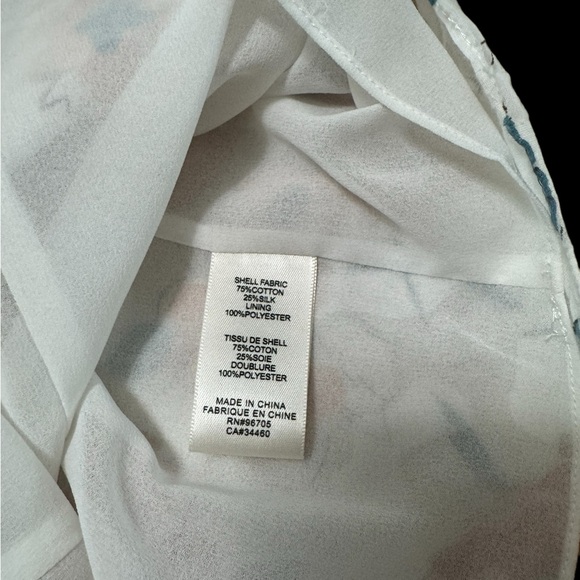 SHELL FABRIC
75%COTTON
25%SILK
LINING
100%POLYESTER
TISSU DE SHELL
75%COTON
25%SOIE
DOUBLURE
100%POLYESTER
MADE IN CHINA
FABRIQUE EN CHINE
RN#96705
CA#34460